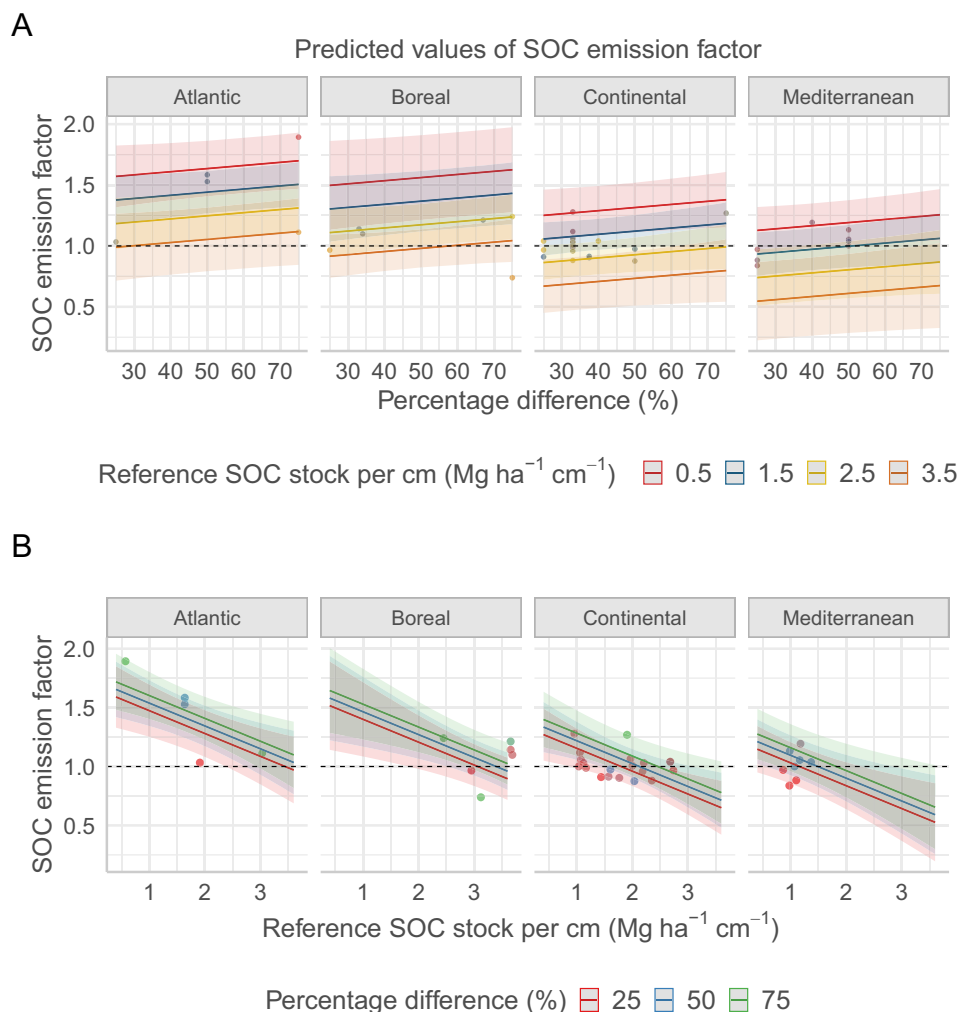 A
Predicted values of SOC emission factor
Atlantic Boreal Continental Mediterranean
SOC emission factor
2.0
1.5
1.0
0.5
30 40 50 60 70 30 40 50 60 70 30 40 50 60 70 30 40 50 60 70
Percentage difference (%)
Reference SOC stock per cm (Mg ha⁻¹ cm⁻¹) 0.5 1.5 2.5 3.5
B
Atlantic Boreal Continental Mediterranean
SOC emission factor
2.0
1.5
1.0
0.5
1 2 3 1 2 3 1 2 3 1 2 3
Reference SOC stock per cm (Mg ha⁻¹ cm⁻¹)
Percentage difference (%) 25 50 75